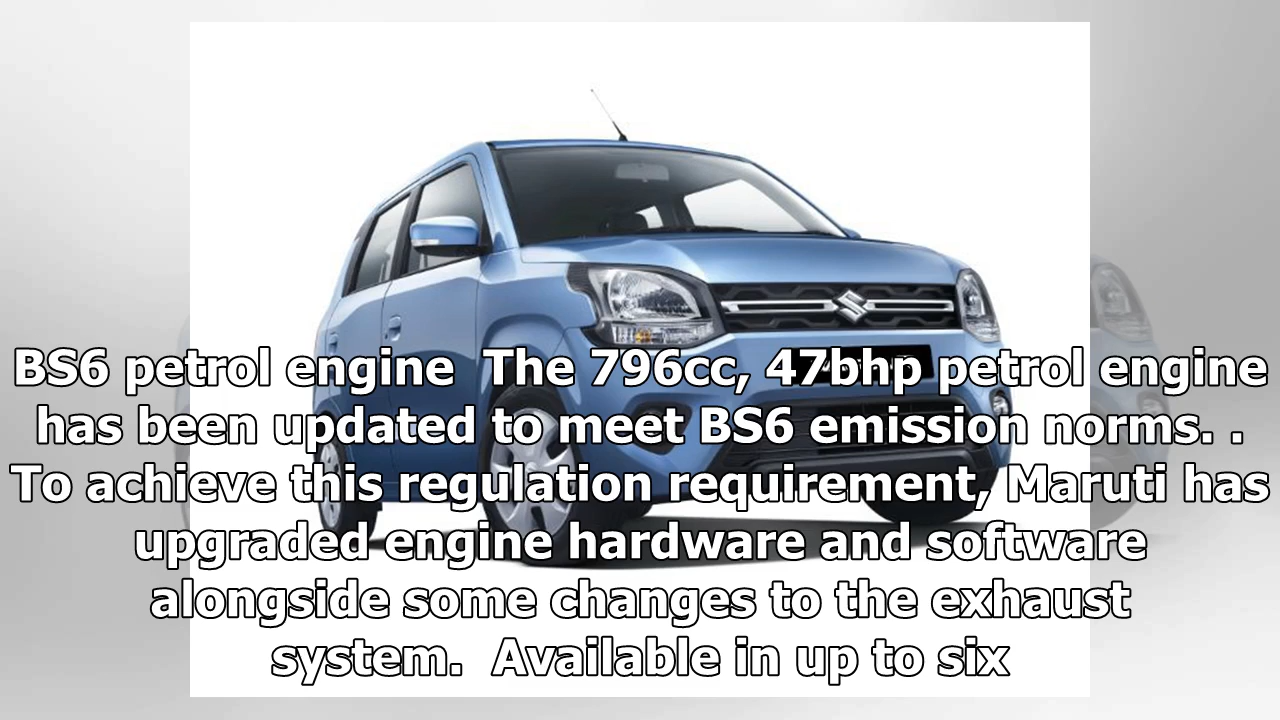 BS6 petrol engine  The 796cc, 47bhp petrol engine
has been updated to meet BS6 emission norms. .
To achieve this regulation requirement, Maruti has
upgraded engine hardware and software
alongside some changes to the exhaust
system.  Available in up to six